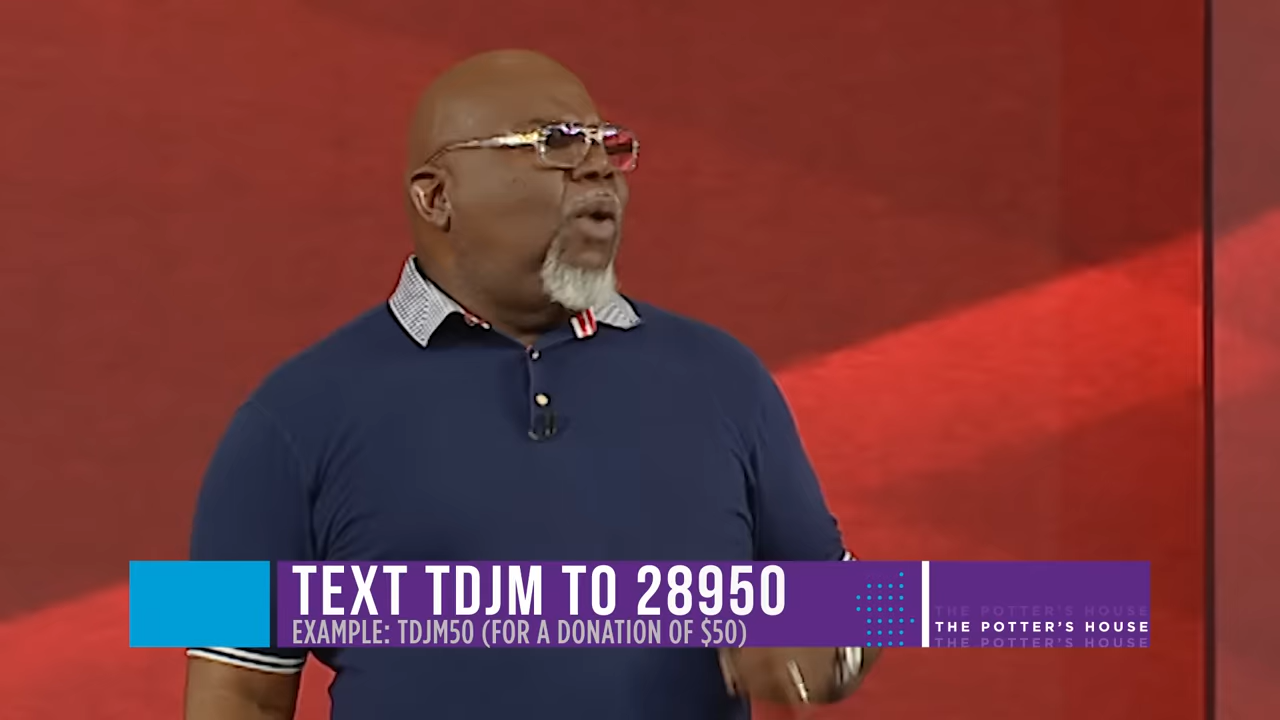 TEXT TDJM TO 28950
EXAMPLE: TDJM50 (FOR A DONATION OF $50)
THE POTTER'S HOUSE
THE POTTER'S HOUSE
THE POTTER'S HOUSE